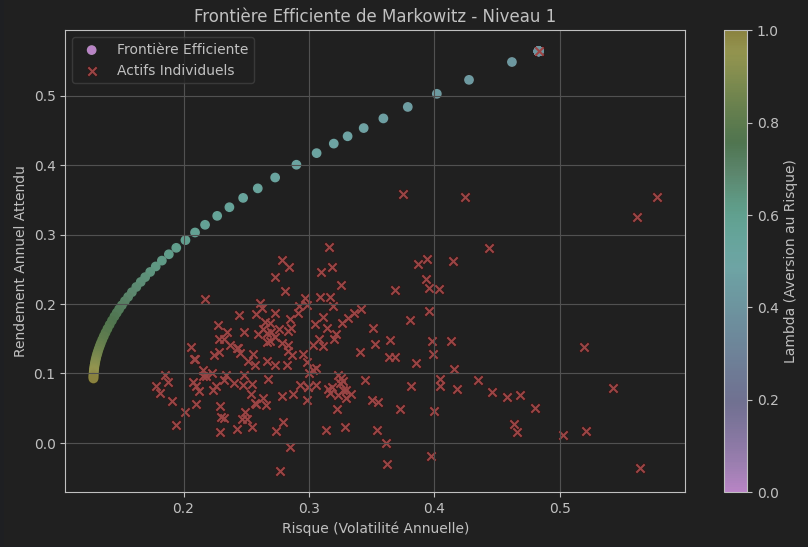 Frontière Efficiente de Markowitz - Niveau 1
Frontière Efficiente
Actifs Individuels
Rendement Annuel Attendu
0.5
0.4
0.3
0.2
0.1
0.0
0.2
0.3
0.4
0.5
Risque (Volatilité Annuelle)
1.0
0.8
0.6
0.4
0.2
0.0
Lambda (Aversion au Risque)